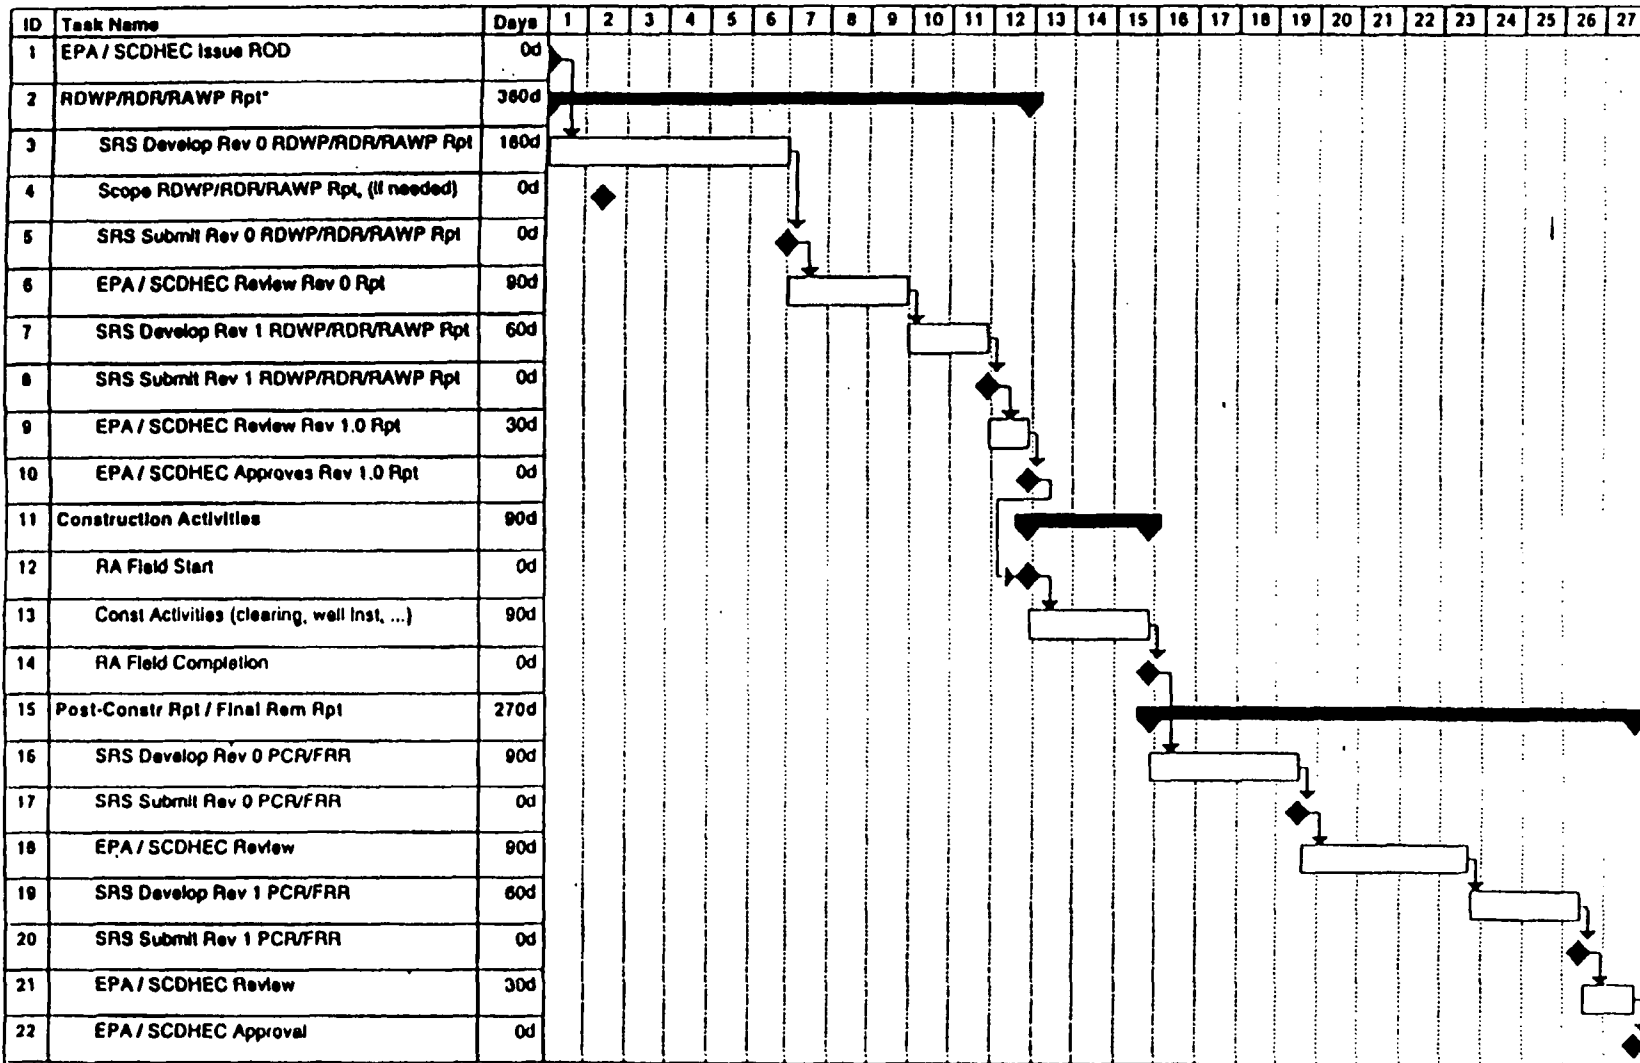 ID Task Name Days 1 2 3 4 5 6 7 8 9 10 11 12 13 14 15 16 17 18 19 20 21 22 23 24 25 26 27
1 EPA / SCDHEC Issue ROD 0d
2 RDWP/RDR/RAWP Rpt* 360d
3 SRS Develop Rev 0 RDWP/RDR/RAWP Rpt 180d
4 Scope RDWP/RDR/RAWP Rpt, (if needed) 0d
5 SRS Submit Rev 0 RDWP/RDR/RAWP Rpt 0d
6 EPA / SCDHEC Review Rev 0 Rpt 90d
7 SRS Develop Rev 1 RDWP/RDR/RAWP Rpt 60d
8 SRS Submit Rev 1 RDWP/RDR/RAWP Rpt 0d
9 EPA / SCDHEC Review Rev 1.0 Rpt 30d
10 EPA / SCDHEC Approves Rev 1.0 Rpt 0d
11 Construction Activities 90d
12 RA Field Start 0d
13 Const Activities (clearing, well inst, ...) 90d
14 RA Field Completion 0d
15 Post-Constr Rpt / Final Rem Rpt 270d
16 SRS Develop Rev 0 PCR/FRR 90d
17 SRS Submit Rev 0 PCR/FRR 0d
18 EPA / SCDHEC Review 90d
19 SRS Develop Rev 1 PCR/FRR 60d
20 SRS Submit Rev 1 PCR/FRR 0d
21 EPA / SCDHEC Review 30d
22 EPA / SCDHEC Approval 0d